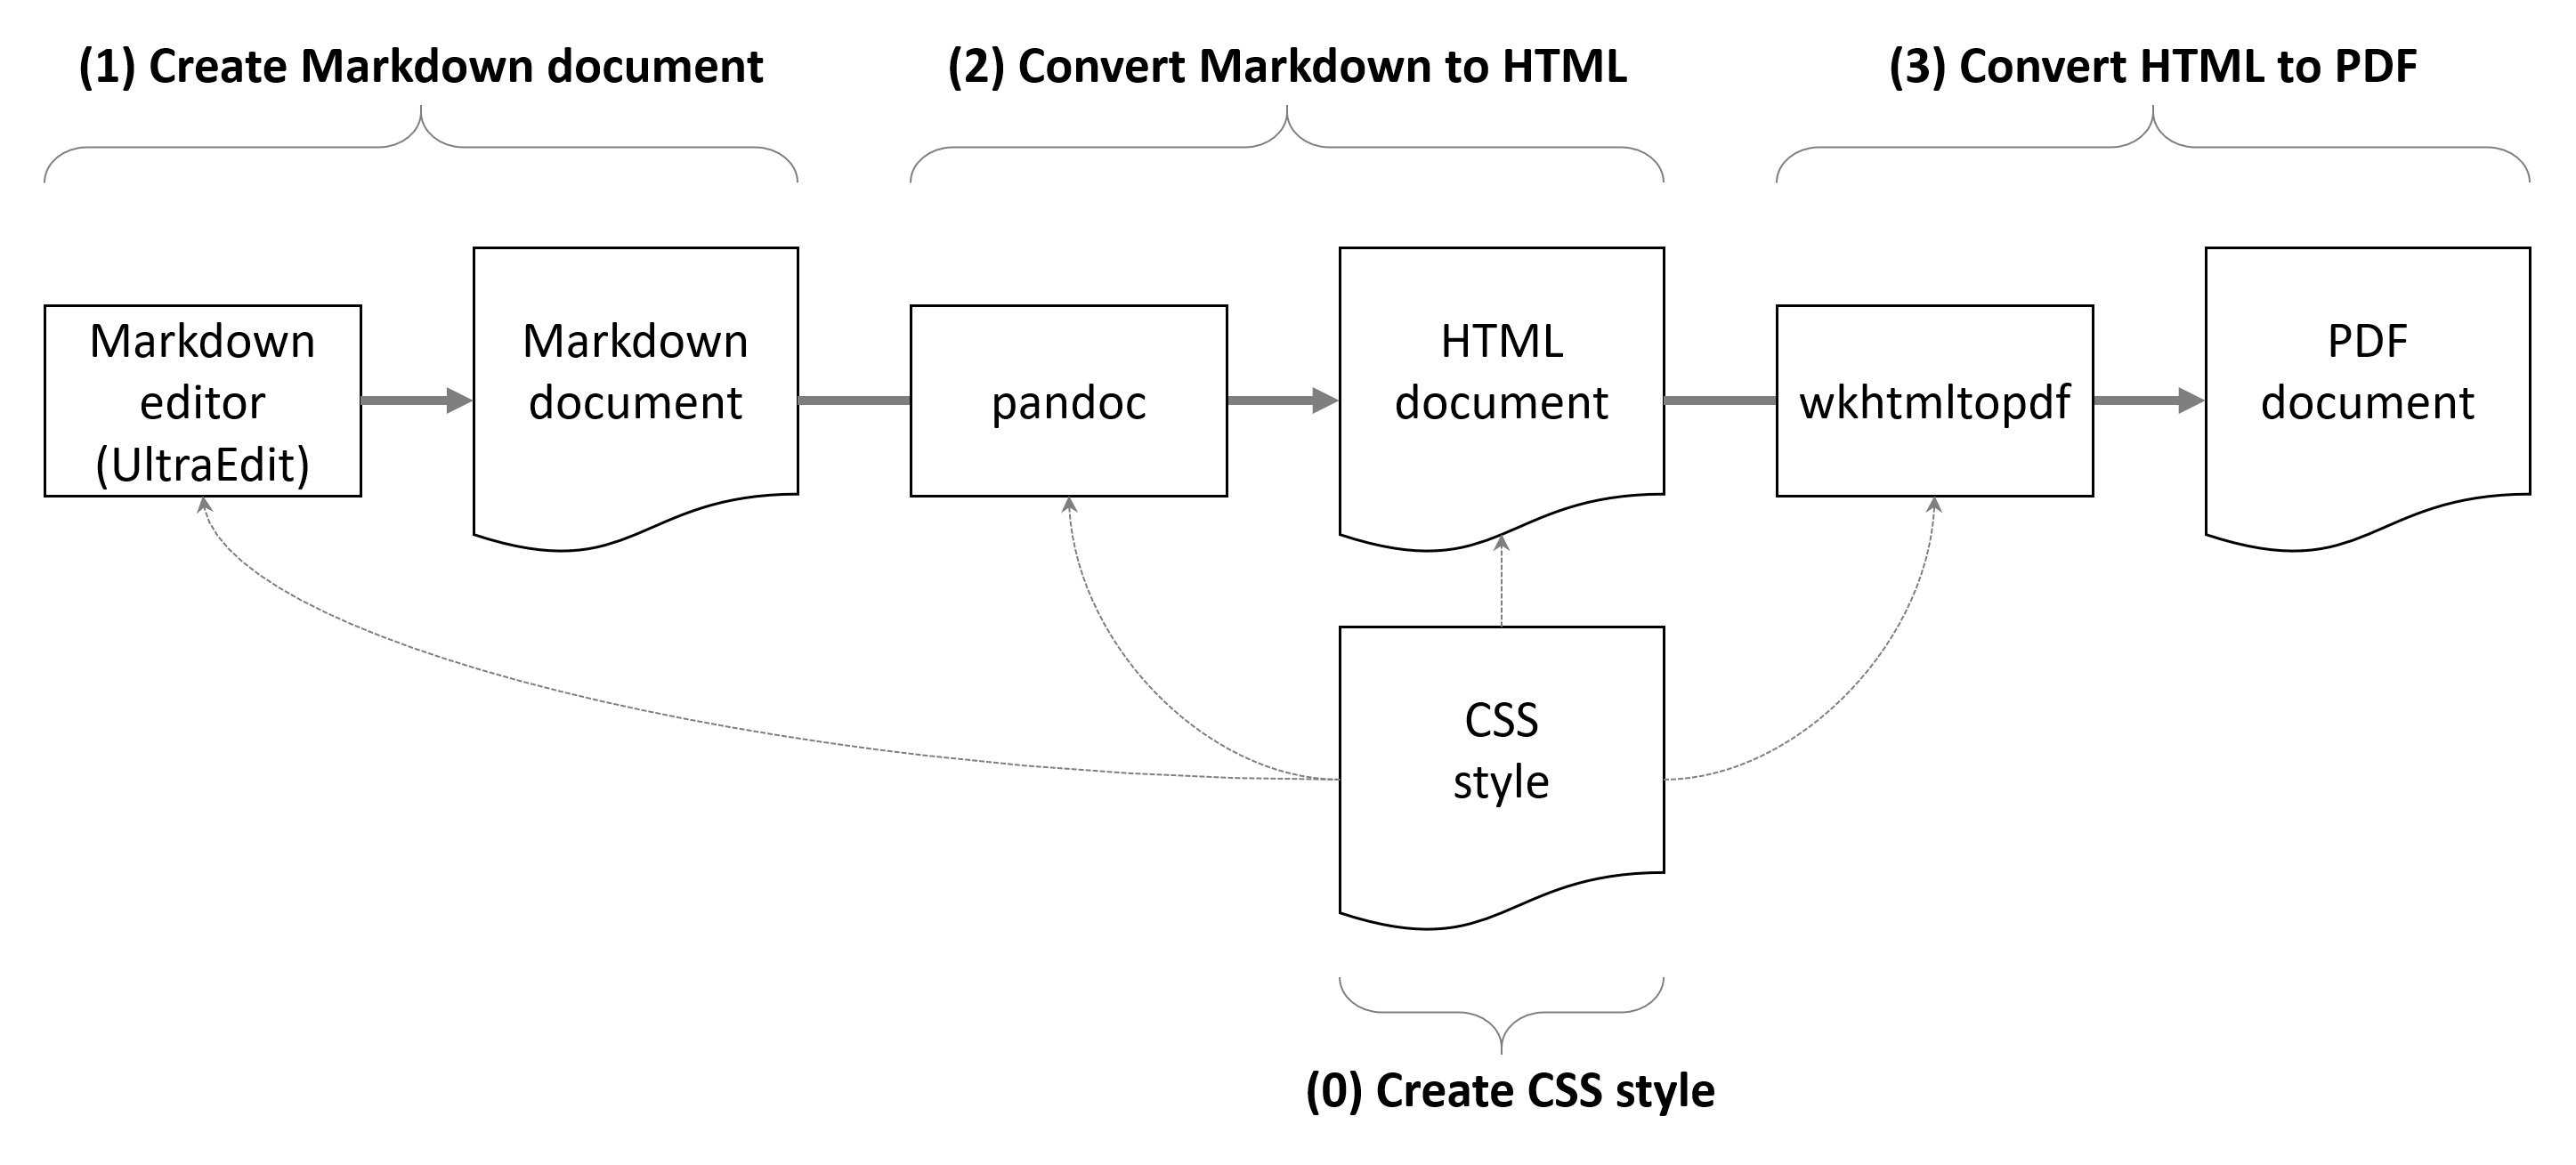 (1) Create Markdown document
(2) Convert Markdown to HTML
(3) Convert HTML to PDF
Markdown
editor
(UltraEdit)
Markdown
document
pandoc
HTML
document
wkhtmltopdf
PDF
document
CSS
style
(0) Create CSS style